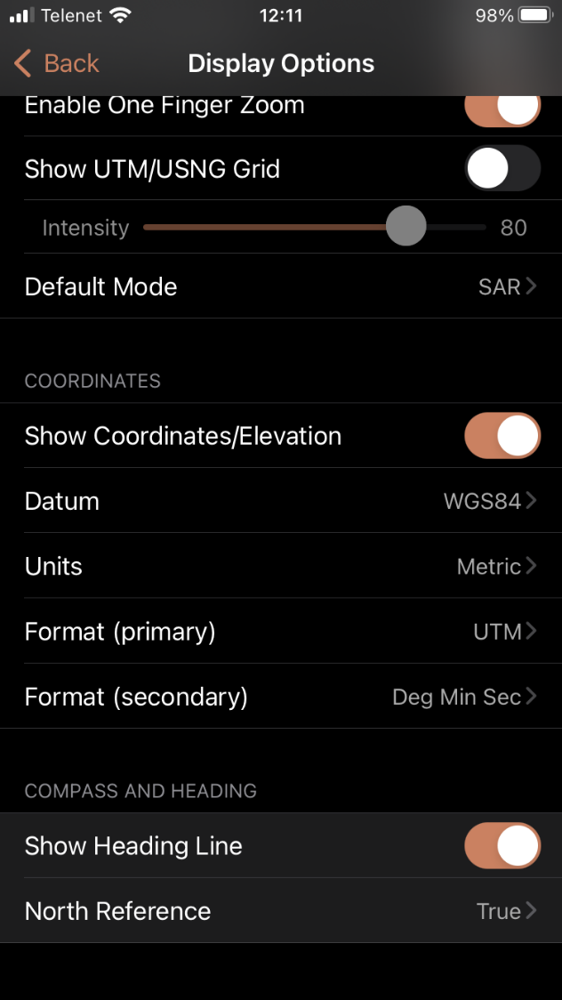 Telenet 12:11 98%
Back Display Options
Enable One Finger Zoom
Show UTM/USNG Grid
Intensity 80
Default Mode SAR
COORDINATES
Show Coordinates/Elevation
Datum WGS84
Units Metric
Format (primary) UTM
Format (secondary) Deg Min Sec
COMPASS AND HEADING
Show Heading Line
North Reference True